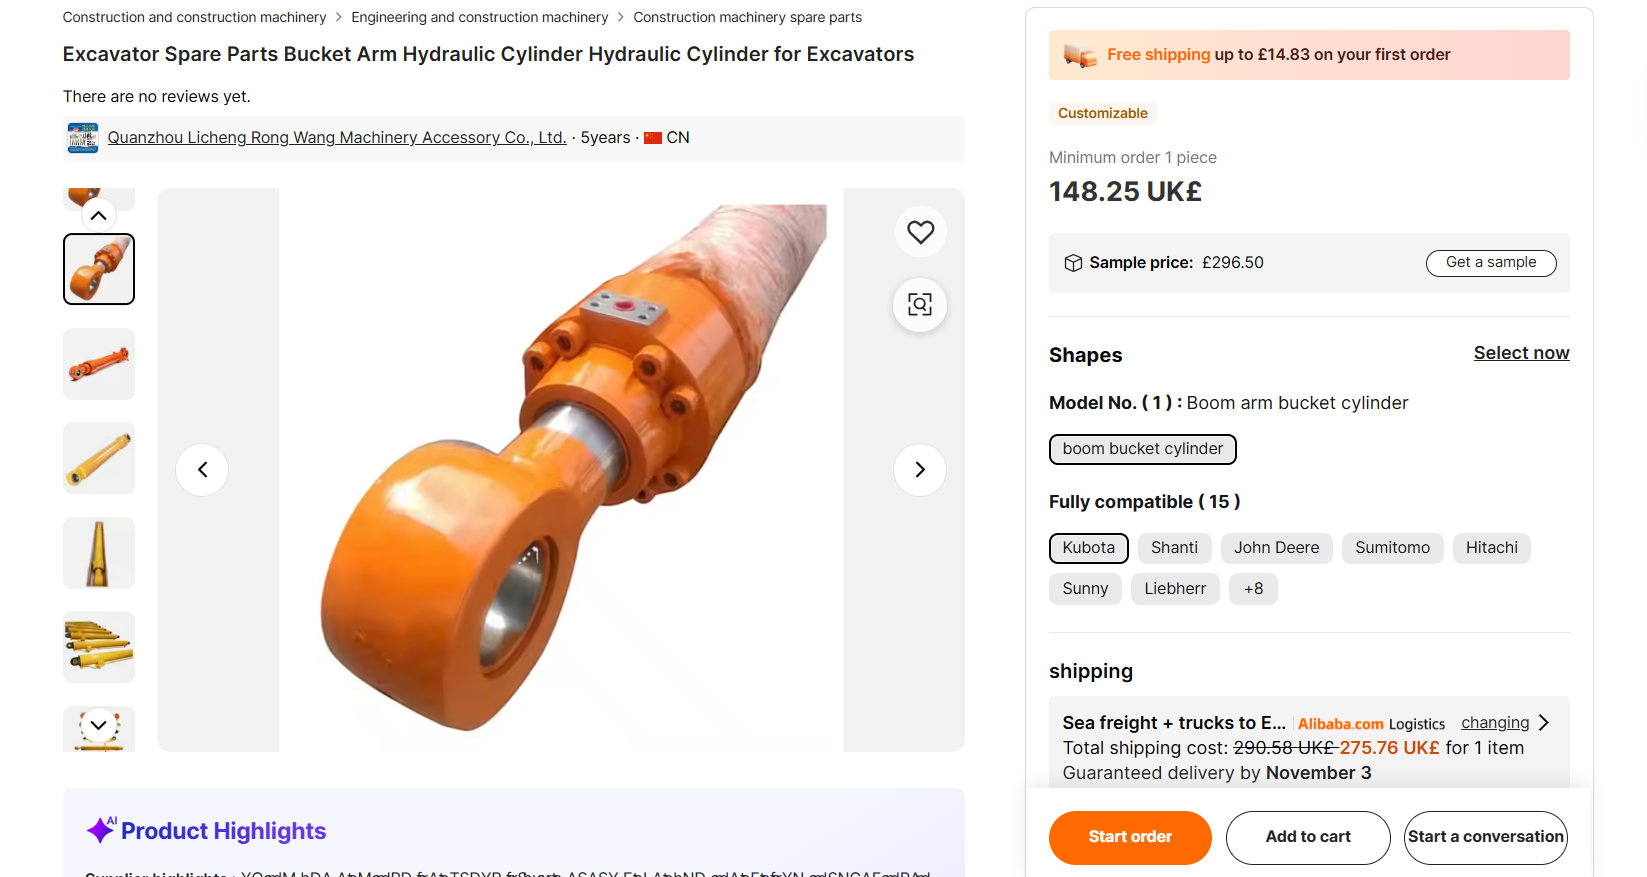 Construction and construction machinery > Engineering and construction machinery > Construction machinery spare parts
Excavator Spare Parts Bucket Arm Hydraulic Cylinder Hydraulic Cylinder for Excavators
There are no reviews yet.
Quanzhou Licheng Rong Wang Machinery Accessory Co., Ltd. · 5years · CN
AI Product Highlights
Supplier highlights :
Free shipping up to £14.83 on your first order
Customizable
Minimum order 1 piece
148.25 UK£
Sample price: £296.50
Get a sample
Shapes
Select now
Model No. ( 1 ) : Boom arm bucket cylinder
boom bucket cylinder
Fully compatible ( 15 )
Kubota Shanti John Deere Sumitomo Hitachi
Sunny Liebherr +8
shipping
Sea freight + trucks to E... Alibaba.com Logistics changing
Total shipping cost: 290.58 UK£ 275.76 UK£ for 1 item
Guaranteed delivery by November 3
Start order
Add to cart
Start a conversation